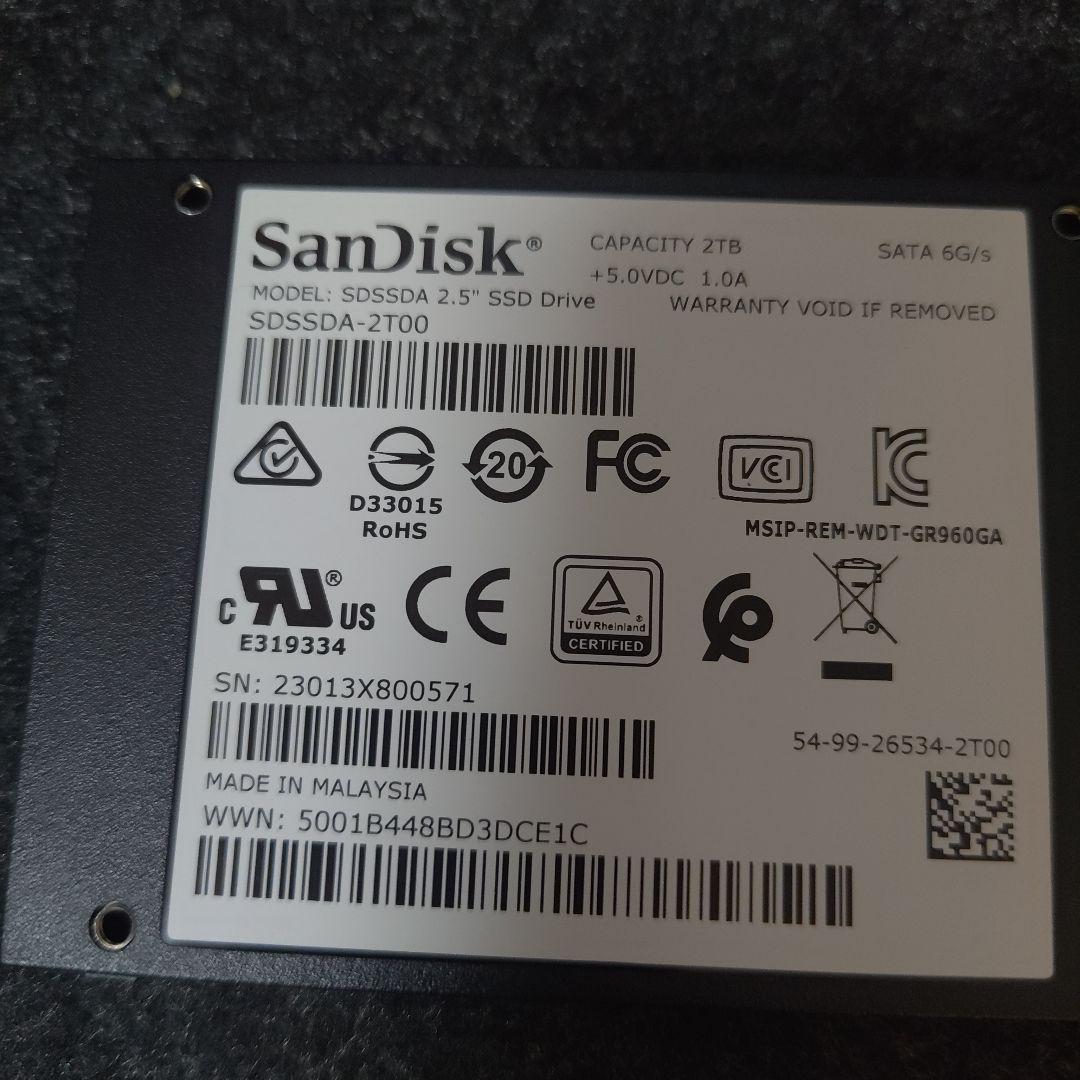 SanDisk®
CAPACITY 2TB
SATA 6G/s
+5.0VDC 1.0A
MODEL: SDSSDA 2.5" SSD Drive
WARRANTY VOID IF REMOVED
SDSSDA-2T00
20
FC
VCI
KC
D33015
RoHS
MSIP-REM-WDT-GR960GA
C RU® US
E319334
CE
TÜV Rheinland®
CERTIFIED
SN: 23013X800571
54-99-26534-2T00
MADE IN MALAYSIA
WWN: 5001B448BD3DCE1C